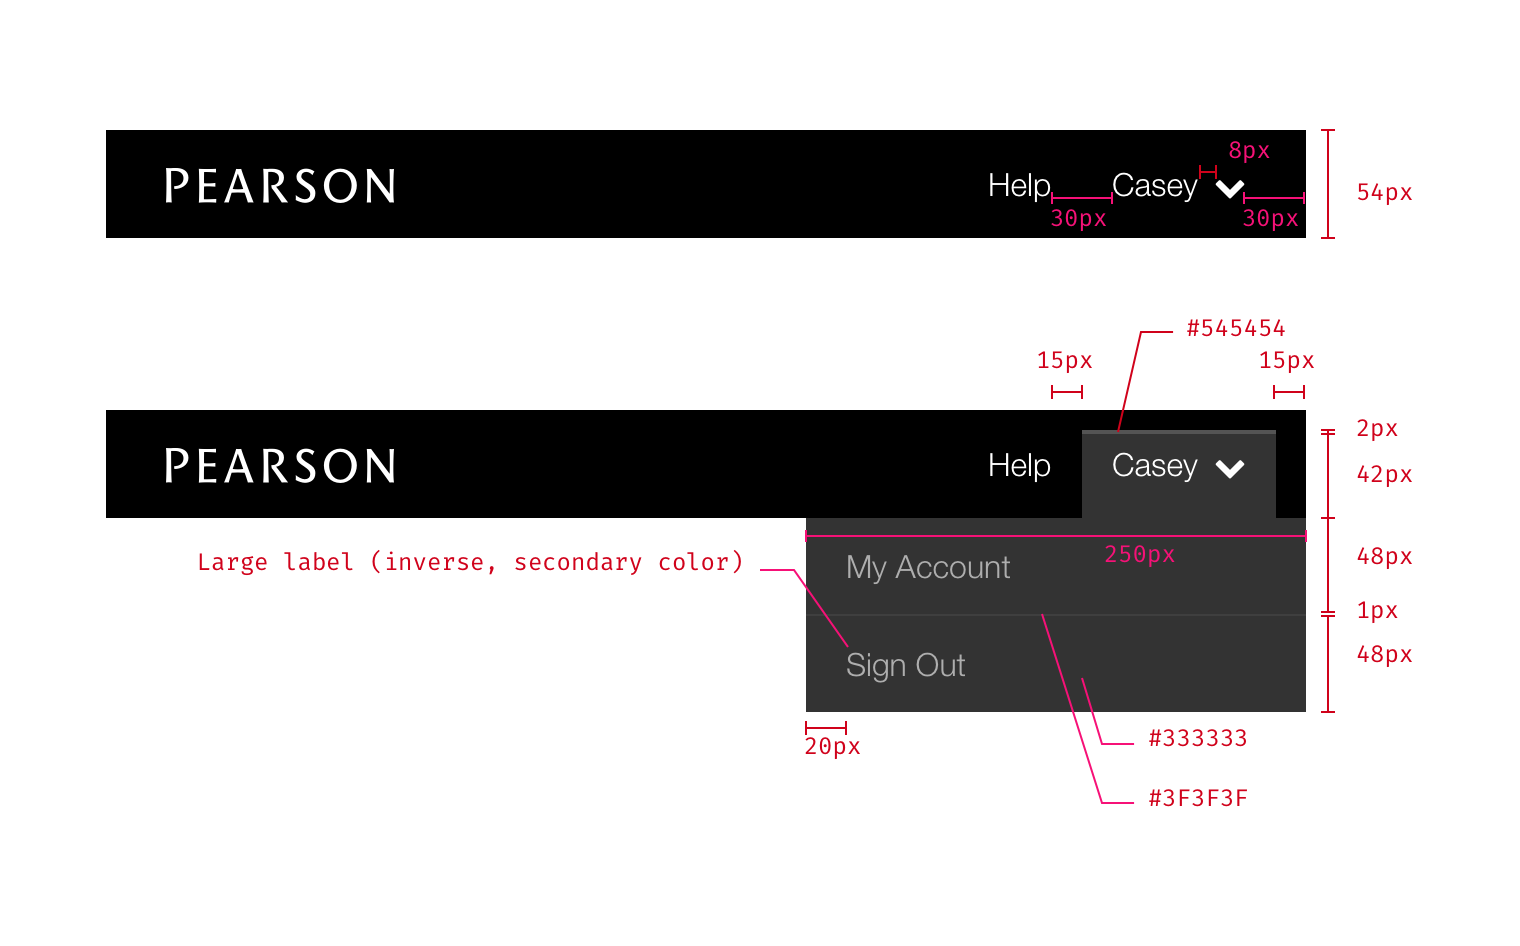 PEARSON
Help
Casey
8px
30px
30px
54px
#545454
15px
15px
PEARSON
Help
Casey
2px
42px
Large label (inverse, secondary color)
250px
My Account
48px
1px
Sign Out
48px
20px
#333333
#3F3F3F